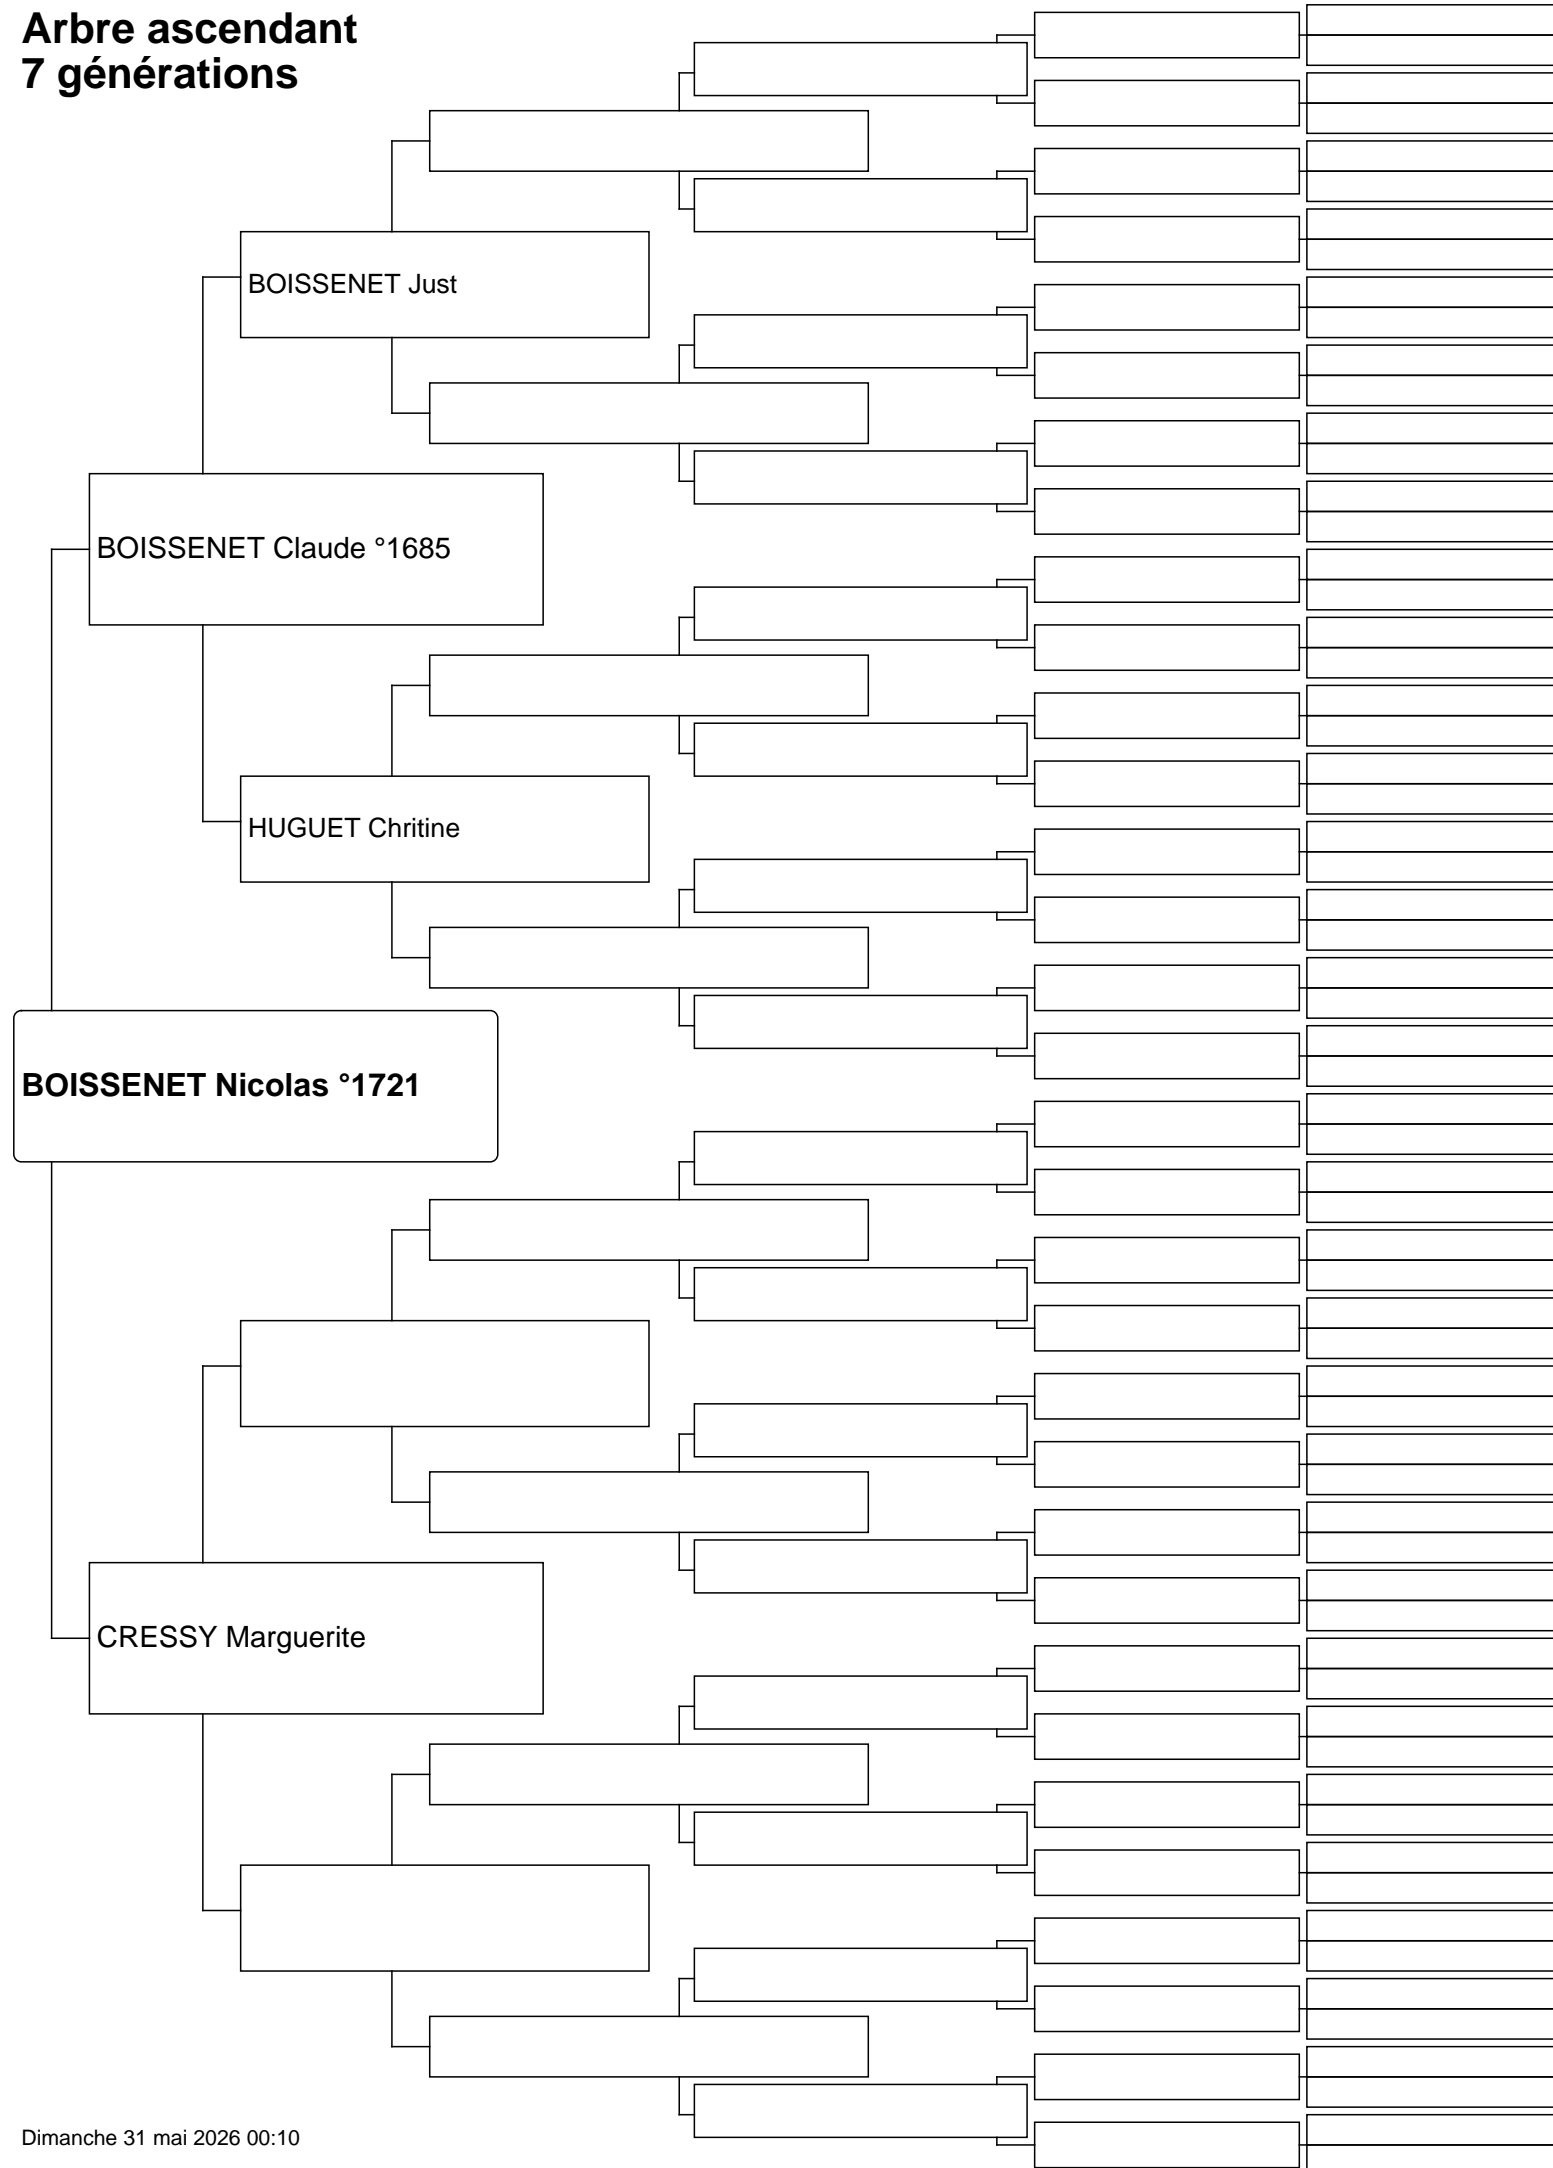 Arbre ascendant
7 générations
BOISSENET Just
BOISSENET Claude °1685
HUGUET Chritine
BOISSENET Nicolas °1721
CRESSY Marguerite
Dimanche 31 mai 2026 00:10